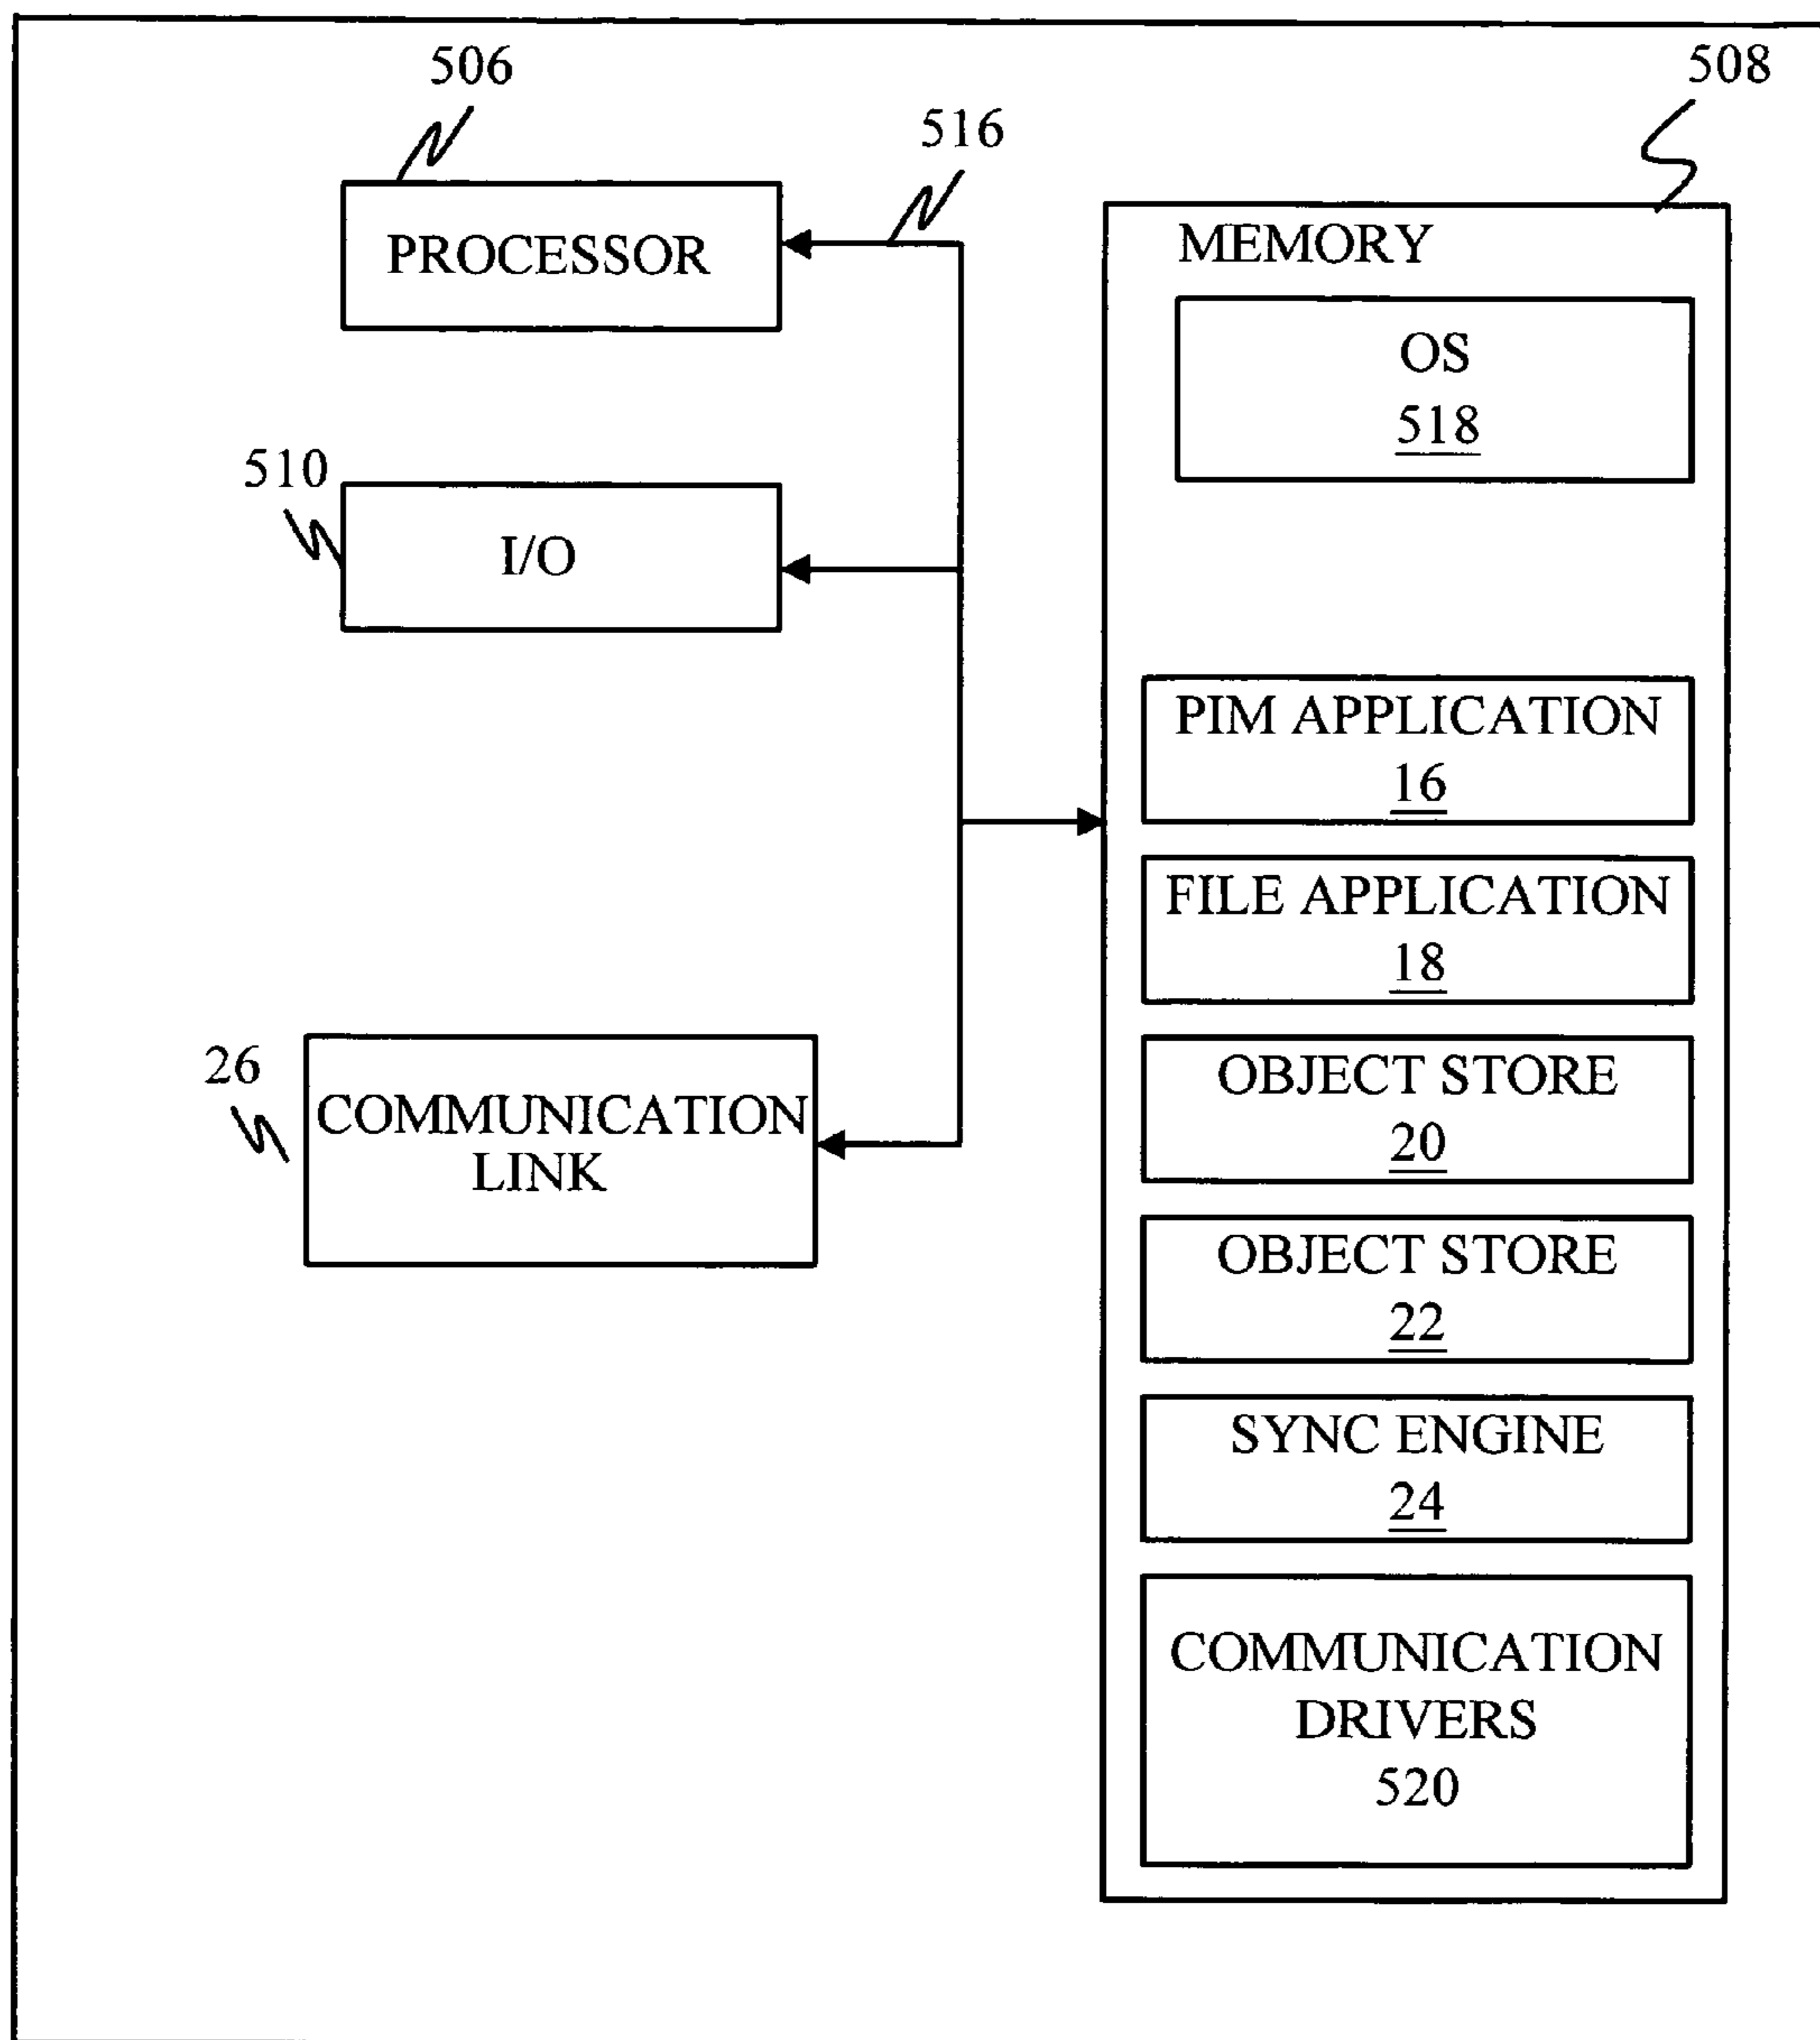 506
508
516
PROCESSOR
MEMORY
OS
518
510
I/O
PIM APPLICATION
16
FILE APPLICATION
18
26
COMMUNICATION
LINK
OBJECT STORE
20
OBJECT STORE
22
SYNC ENGINE
24
COMMUNICATION
DRIVERS
520